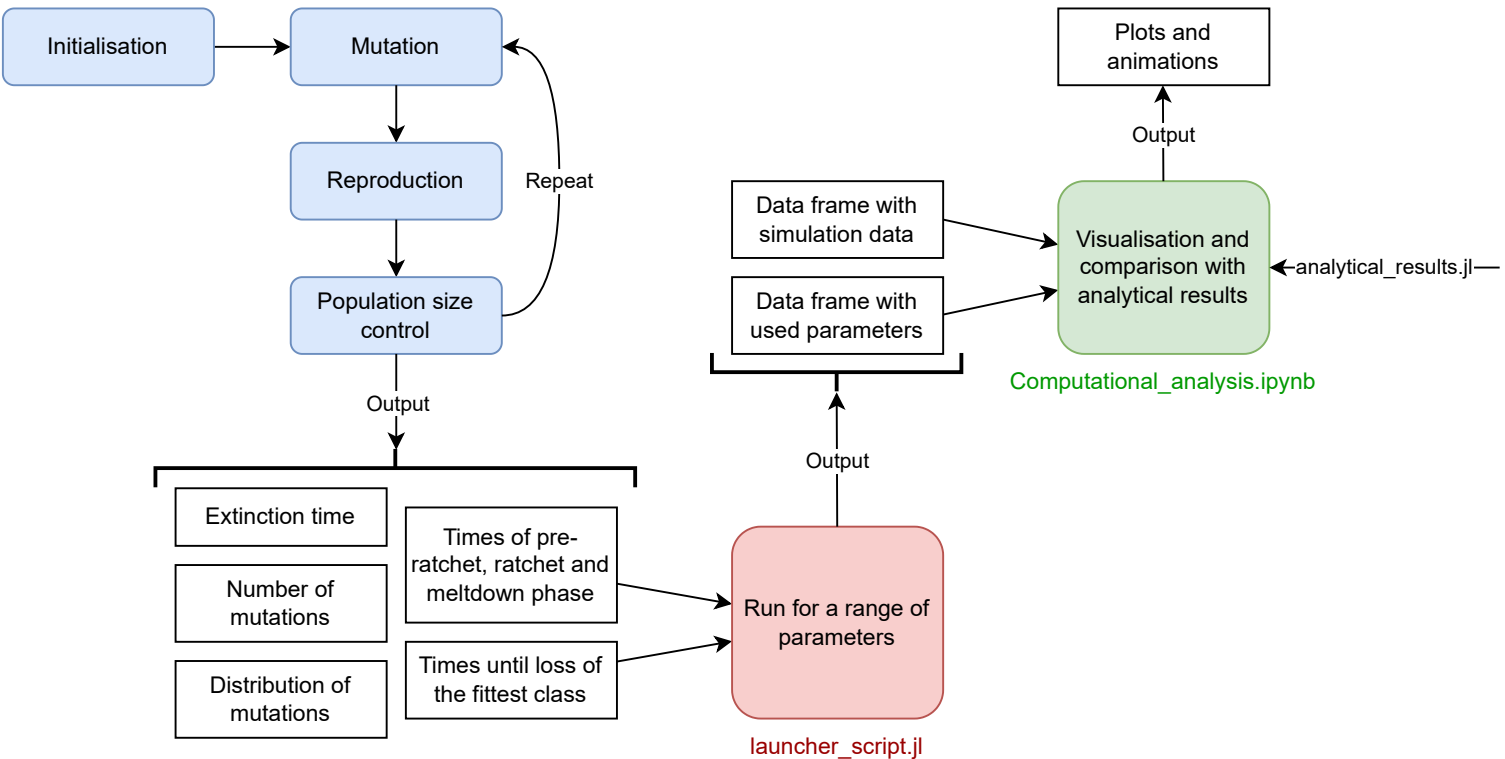 Initialisation
Mutation
Reproduction
Repeat
Population size
control
Output
Extinction time
Number of
mutations
Distribution of
mutations
Times of pre-
ratchet, ratchet and
meltdown phase
Times until loss of
the fittest class
Run for a range of
parameters
launcher_script.jl
Output
Data frame with
simulation data
Data frame with
used parameters
Plots and
animations
Output
Visualisation and
comparison with
analytical results
analytical_results.jl
Computational_analysis.ipynb